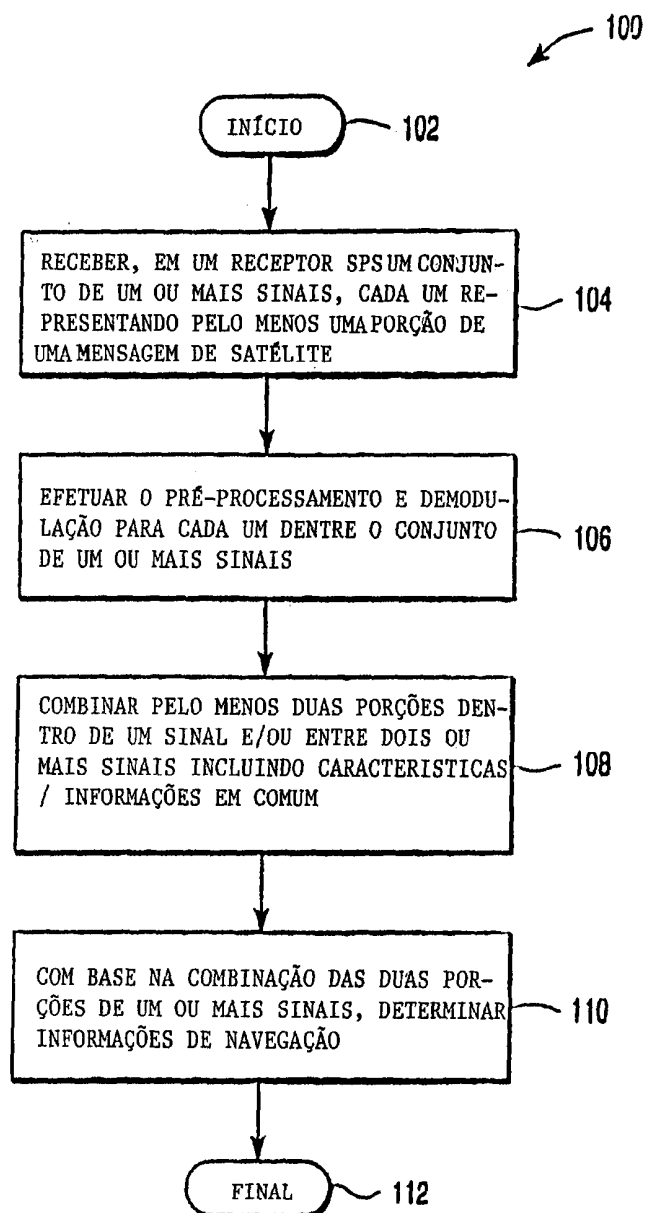 100
INÍCIO
102
RECEBER, EM UM RECEPTOR SPS UM CONJUN-
TO DE UM OU MAIS SINAIS, CADA UM RE-
PRESENTANDO PELO MENOS UMA PORÇÃO DE
UMA MENSAGEM DE SATÉLITE
104
EFETUAR O PRÉ-PROCESSAMENTO E DEMODU-
LAÇÃO PARA CADA UM DENTRE O CONJUNTO
DE UM OU MAIS SINAIS
106
COMBINAR PELO MENOS DUAS PORÇÕES DEN-
TRO DE UM SINAL E/OU ENTRE DOIS OU
MAIS SINAIS INCLUINDO CARACTERISTICAS
/ INFORMAÇÕES EM COMUM
108
COM BASE NA COMBINAÇÃO DAS DUAS POR-
ÇÕES DE UM OU MAIS SINAIS, DETERMINAR
INFORMAÇÕES DE NAVEGAÇÃO
110
FINAL
112